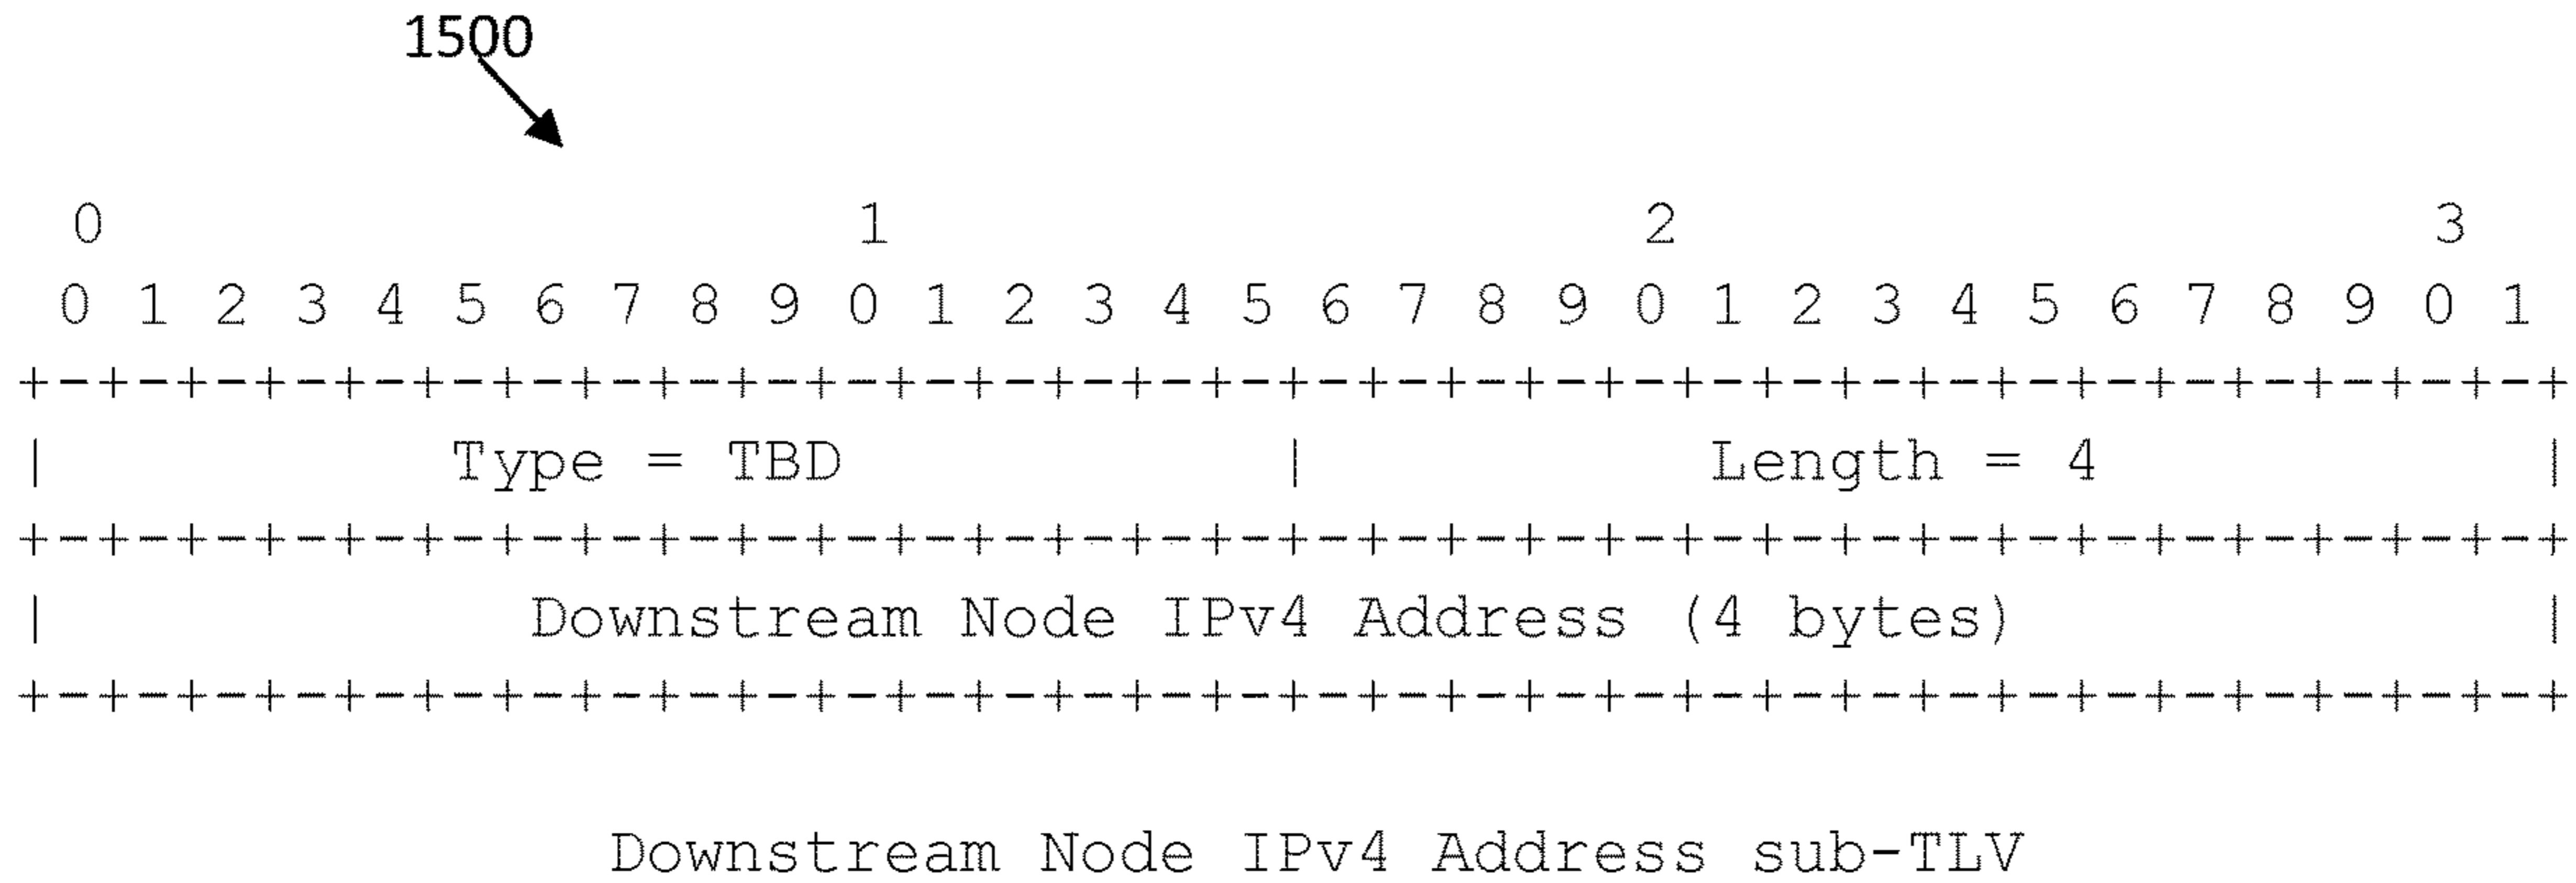 1500
0 1 2 3
0 1 2 3 4 5 6 7 8 9 0 1 2 3 4 5 6 7 8 9 0 1 2 3 4 5 6 7 8 9 0 1
+-+-+-+-+-+-+-+-+-+-+-+-+-+-+-+-+-+-+-+-+-+-+-+-+-+-+-+-+-+-+-+-+
| Type = TBD | Length = 4 |
+-+-+-+-+-+-+-+-+-+-+-+-+-+-+-+-+-+-+-+-+-+-+-+-+-+-+-+-+-+-+-+-+
| Downstream Node IPv4 Address (4 bytes) |
+-+-+-+-+-+-+-+-+-+-+-+-+-+-+-+-+-+-+-+-+-+-+-+-+-+-+-+-+-+-+-+-+
Downstream Node IPv4 Address sub-TLV